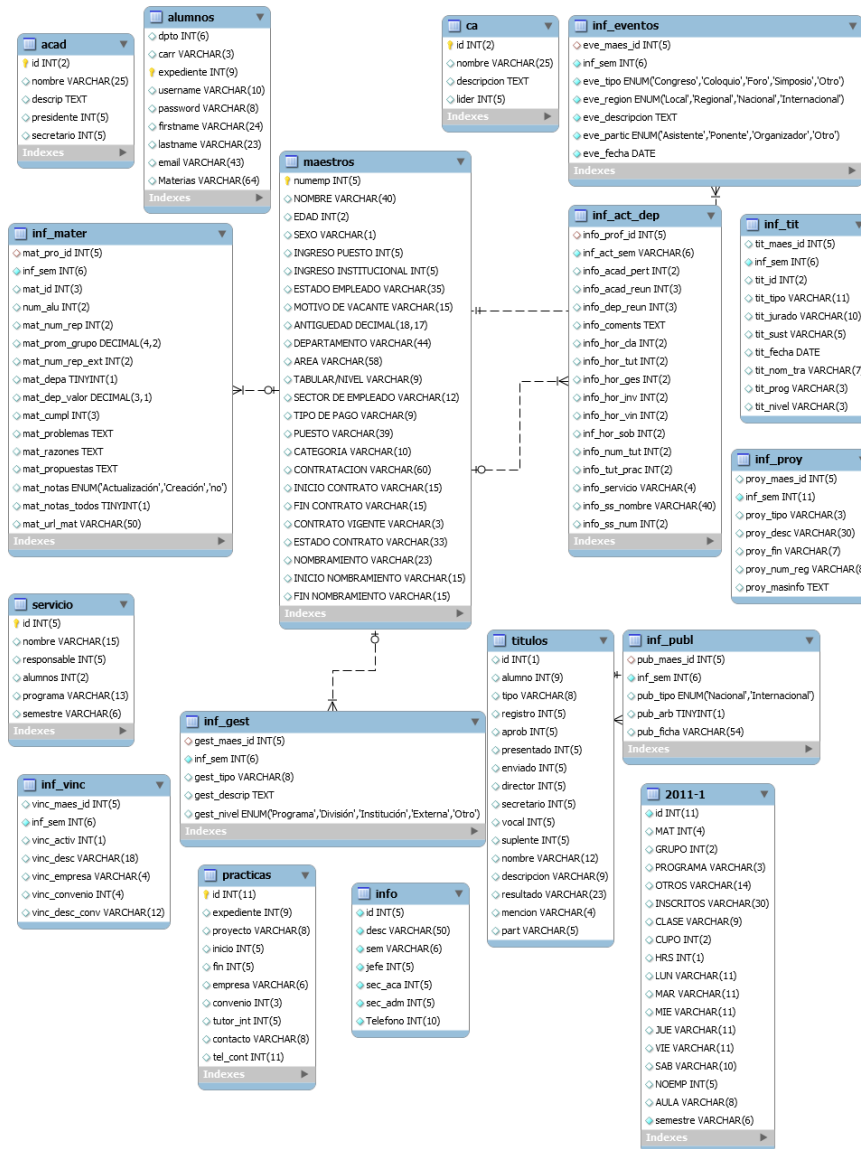 acad
id INT(2)
nombre VARCHAR(25)
descrip TEXT
presidente INT(5)
secretario INT(5)
Indexes
alumnos
dpto INT(6)
carr VARCHAR(3)
expediente INT(9)
username VARCHAR(10)
password VARCHAR(8)
firstname VARCHAR(24)
lastname VARCHAR(23)
email VARCHAR(43)
Materias VARCHAR(64)
Indexes
ca
id INT(2)
nombre VARCHAR(25)
descripcion TEXT
lider INT(5)
Indexes
inf_eventos
eve_maes_id INT(5)
inf_sem INT(6)
eve_tipo ENUM('Congreso','Coloquio','Foro','Simposio','Otro')
eve_region ENUM('Local','Regional','Nacional','Internacional')
eve_descripcion TEXT
eve_partic ENUM('Asistente','Ponente','Organizador','Otro')
eve_fecha DATE
Indexes
maestros
numemp INT(5)
NOMBRE VARCHAR(40)
EDAD INT(2)
SEXO VARCHAR(1)
INGRESO PUESTO INT(5)
INGRESO INSTITUCIONAL INT(5)
ESTADO EMPLEADO VARCHAR(35)
MOTIVO DE VACANTE VARCHAR(15)
ANTIGUEDAD DECIMAL(18,17)
DEPARTAMENTO VARCHAR(44)
AREA VARCHAR(58)
TABULAR/NIVEL VARCHAR(9)
SECTOR DE EMPLEADO VARCHAR(12)
TIPO DE PAGO VARCHAR(9)
PUESTO VARCHAR(39)
CATEGORIA VARCHAR(10)
CONTRATACION VARCHAR(60)
INICIO CONTRATO VARCHAR(15)
FIN CONTRATO VARCHAR(15)
CONTRATO VIGENTE VARCHAR(3)
ESTADO CONTRATO VARCHAR(33)
NOMBRAMIENTO VARCHAR(23)
INICIO NOMBRAMIENTO VARCHAR(15)
FIN NOMBRAMIENTO VARCHAR(15)
Indexes
inf_mater
mat_pro_id INT(5)
inf_sem INT(6)
mat_id INT(3)
num_alu INT(2)
mat_num_rep INT(2)
mat_prom_grupo DECIMAL(4,2)
mat_num_rep_ext INT(2)
mat_depa TINYINT(1)
mat_dep_valor DECIMAL(3,1)
mat_cumpl INT(3)
mat_problemas TEXT
mat_razones TEXT
mat_propuestas TEXT
mat_notas ENUM('Actualización','Creación','no')
mat_notas_todos TINYINT(1)
mat_url_mat VARCHAR(50)
Indexes
inf_act_dep
info_prof_id INT(5)
inf_act_sem VARCHAR(6)
info_acad_pert INT(2)
info_acad_reun INT(3)
info_dep_reun INT(3)
info_coments TEXT
info_hor_cla INT(2)
info_hor_tut INT(2)
info_hor_ges INT(2)
info_hor_inv INT(2)
info_hor_vin INT(2)
inf_hor_sob INT(2)
info_num_tut INT(2)
info_tut_prac INT(2)
info_servicio VARCHAR(4)
info_ss_nombre VARCHAR(40)
info_ss_num INT(2)
Indexes
inf_tit
tit_maes_id INT(5)
inf_sem INT(6)
tit_id INT(2)
tit_tipo VARCHAR(11)
tit_jurado VARCHAR(10)
tit_sust VARCHAR(5)
tit_fecha DATE
tit_nom_tra VARCHAR(7
tit_prog VARCHAR(3)
tit_nivel VARCHAR(3)
inf_proy
proy_maes_id INT(5)
inf_sem INT(11)
proy_tipo VARCHAR(3)
proy_desc VARCHAR(30)
proy_fin VARCHAR(7)
proy_num_reg VARCHAR(8
proy_masinfo TEXT
servicio
id INT(5)
nombre VARCHAR(15)
responsable INT(5)
alumnos INT(2)
programa VARCHAR(13)
semestre VARCHAR(6)
Indexes
inf_gest
gest_maes_id INT(5)
inf_sem INT(6)
gest_tipo VARCHAR(8)
gest_descrip TEXT
gest_nivel ENUM('Programa','División','Institución','Externa','Otro')
Indexes
titulos
id INT(1)
alumno INT(9)
tipo VARCHAR(8)
registro INT(5)
aprob INT(5)
presentado INT(5)
enviado INT(5)
director INT(5)
secretario INT(5)
vocal INT(5)
suplente INT(5)
nombre VARCHAR(12)
descripcion VARCHAR(9)
resultado VARCHAR(23)
mencion VARCHAR(4)
part VARCHAR(5)
inf_publ
pub_maes_id INT(5)
inf_sem INT(6)
pub_tipo ENUM('Nacional','Internacional')
pub_arb TINYINT(1)
pub_ficha VARCHAR(54)
Indexes
inf_vinc
vinc_maes_id INT(5)
inf_sem INT(6)
vinc_activ INT(1)
vinc_desc VARCHAR(18)
vinc_empresa VARCHAR(4)
vinc_convenio INT(4)
vinc_desc_conv VARCHAR(12)
practicas
id INT(11)
expediente INT(9)
proyecto VARCHAR(8)
inicio INT(5)
fin INT(5)
empresa VARCHAR(6)
convenio INT(3)
tutor_int INT(5)
contacto VARCHAR(8)
tel_cont INT(11)
Indexes
info
id INT(5)
desc VARCHAR(50)
sem VARCHAR(6)
jefe INT(5)
sec_aca INT(5)
sec_adm INT(5)
Telefono INT(10)
2011-1
id INT(11)
MAT INT(4)
GRUPO INT(2)
PROGRAMA VARCHAR(3)
OTROS VARCHAR(14)
INSCRITOS VARCHAR(30)
CLASE VARCHAR(9)
CUPO INT(2)
HRS INT(1)
LUN VARCHAR(11)
MAR VARCHAR(11)
MIE VARCHAR(11)
JUE VARCHAR(11)
VIE VARCHAR(11)
SAB VARCHAR(10)
NOEMP INT(5)
AULA VARCHAR(8)
semestre VARCHAR(6)
Indexes